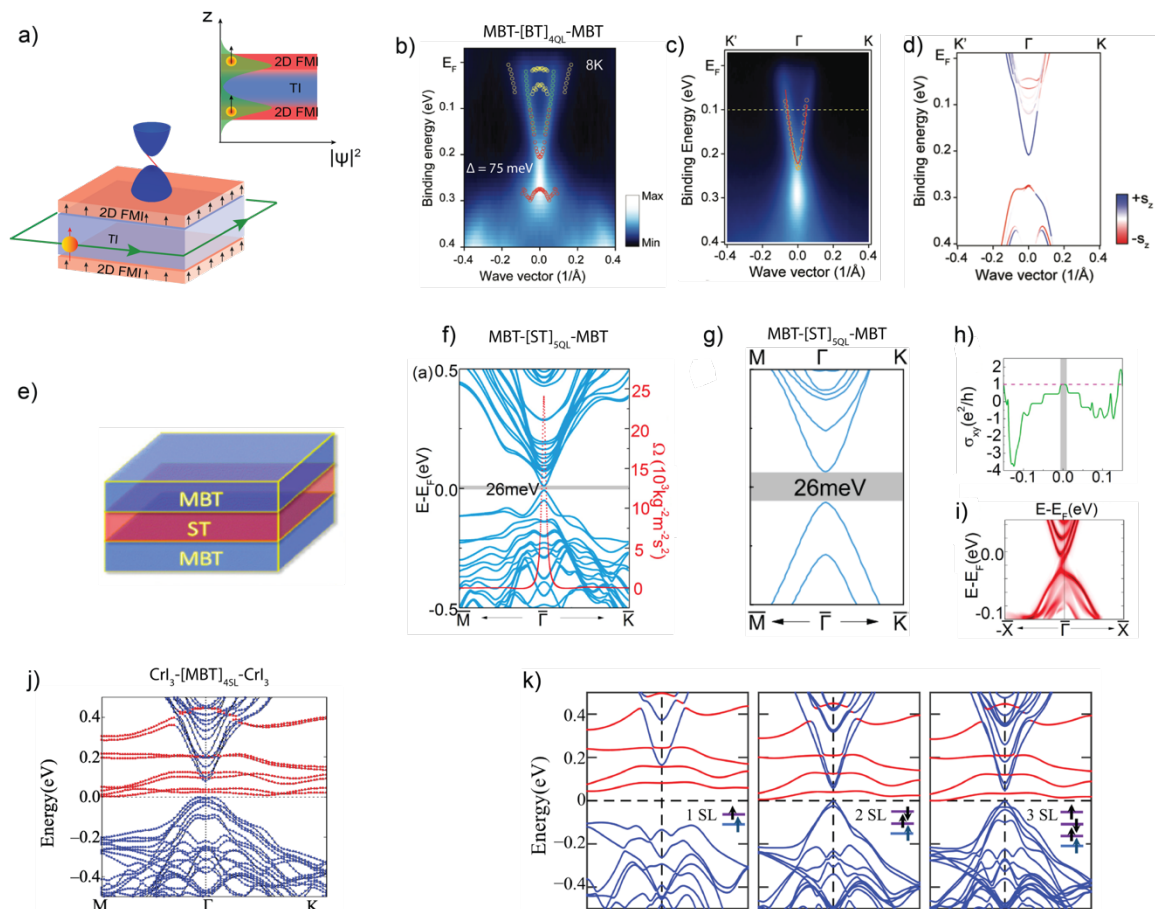 a)
z
2D FMI
TI
2D FMI
|Ψ|²
2D FMI
TI
2D FMI
MBT-[BT]4QL-MBT
b)
EF
8K
0.1
0.2
0.3
0.4
Binding energy (eV)
Δ = 75 meV
Max
Min
-0.4 -0.2 0.0 0.2 0.4
Wave vector (1/Å)
c)
K' Γ K
EF
0.1
0.2
0.3
0.4
Binding energy (eV)
-0.4 -0.2 0.0 0.2 0.4
Wave vector (1/Å)
d)
K' Γ K
EF
0.1
0.2
0.3
0.4
Binding energy (eV)
+Sz
-Sz
-0.4 -0.2 0.0 0.2 0.4
Wave vector (1/Å)
e)
MBT
ST
MBT
f)
MBT-[ST]5QL-MBT
(a)
0.5
0.0
-0.5
E-EF(eV)
26meV
25
20
15
10
5
0
Ω (10³kg⁻²m⁻²s²)
M̄ ← Γ̄ → K̄
g)
MBT-[ST]5QL-MBT
M Γ K
26meV
M̄ ← Γ̄ → K̄
h)
2
1
0
-1
-2
-3
-4
σxy(e²/h)
-0.1 0.0 0.1
E-EF(eV)
i)
0.0
-0.1
E-EF(eV)
-X̄ ← Γ̄ → X̄
j)
CrI3-[MBT]4SL-CrI3
0.4
0.2
0.0
-0.2
-0.4
Energy(eV)
M Γ K
k)
0.4
0.2
0
-0.2
-0.4
Energy(eV)
1 SL
2 SL
3 SL